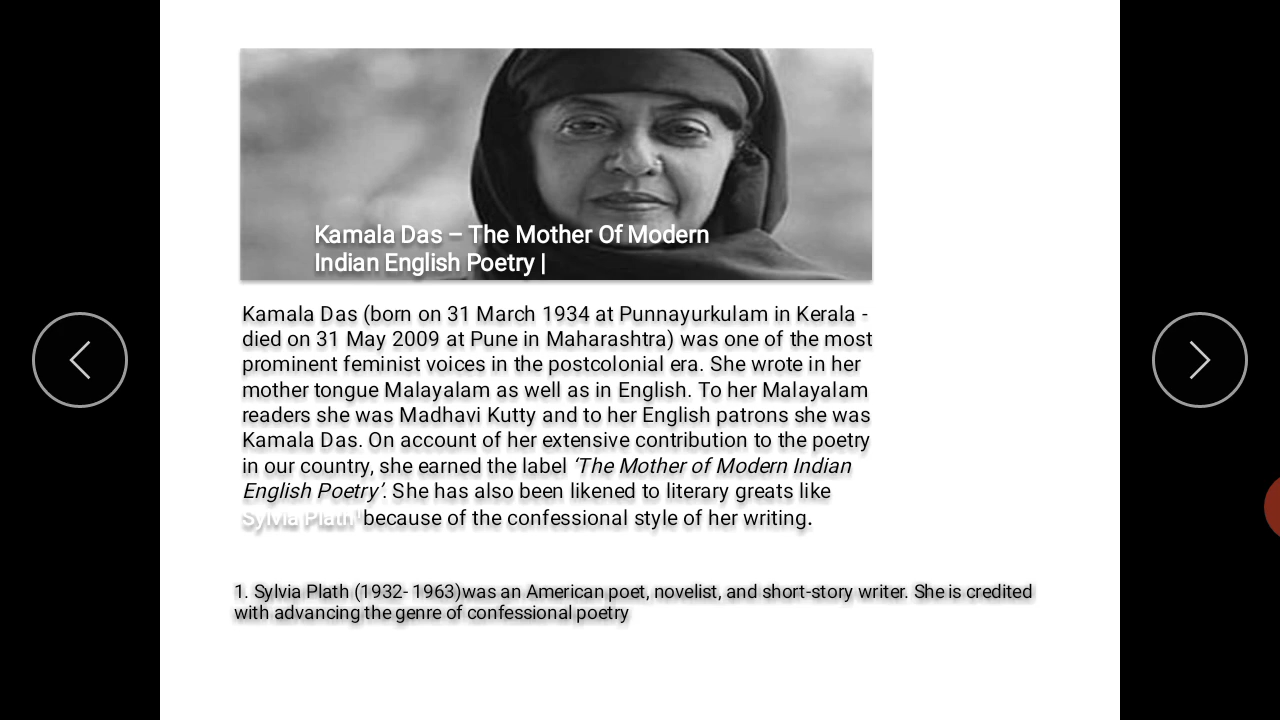 Kamala Das – The Mother Of Modern
Indian English Poetry |
Kamala Das (born on 31 March 1934 at Punnayurkulam in Kerala -
died on 31 May 2009 at Pune in Maharashtra) was one of the most
prominent feminist voices in the postcolonial era. She wrote in her
mother tongue Malayalam as well as in English. To her Malayalam
readers she was Madhavi Kutty and to her English patrons she was
Kamala Das. On account of her extensive contribution to the poetry
in our country, she earned the label ‘The Mother of Modern Indian
English Poetry’. She has also been likened to literary greats like
Sylvia Plath¹ because of the confessional style of her writing.
1. Sylvia Plath (1932- 1963)was an American poet, novelist, and short-story writer. She is credited
with advancing the genre of confessional poetry